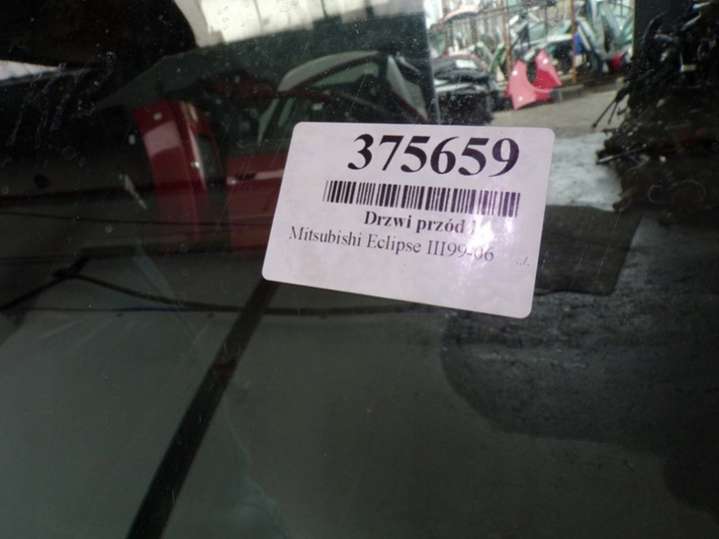 375659
Drzwi przód
Mitsubishi Eclipse III99-06